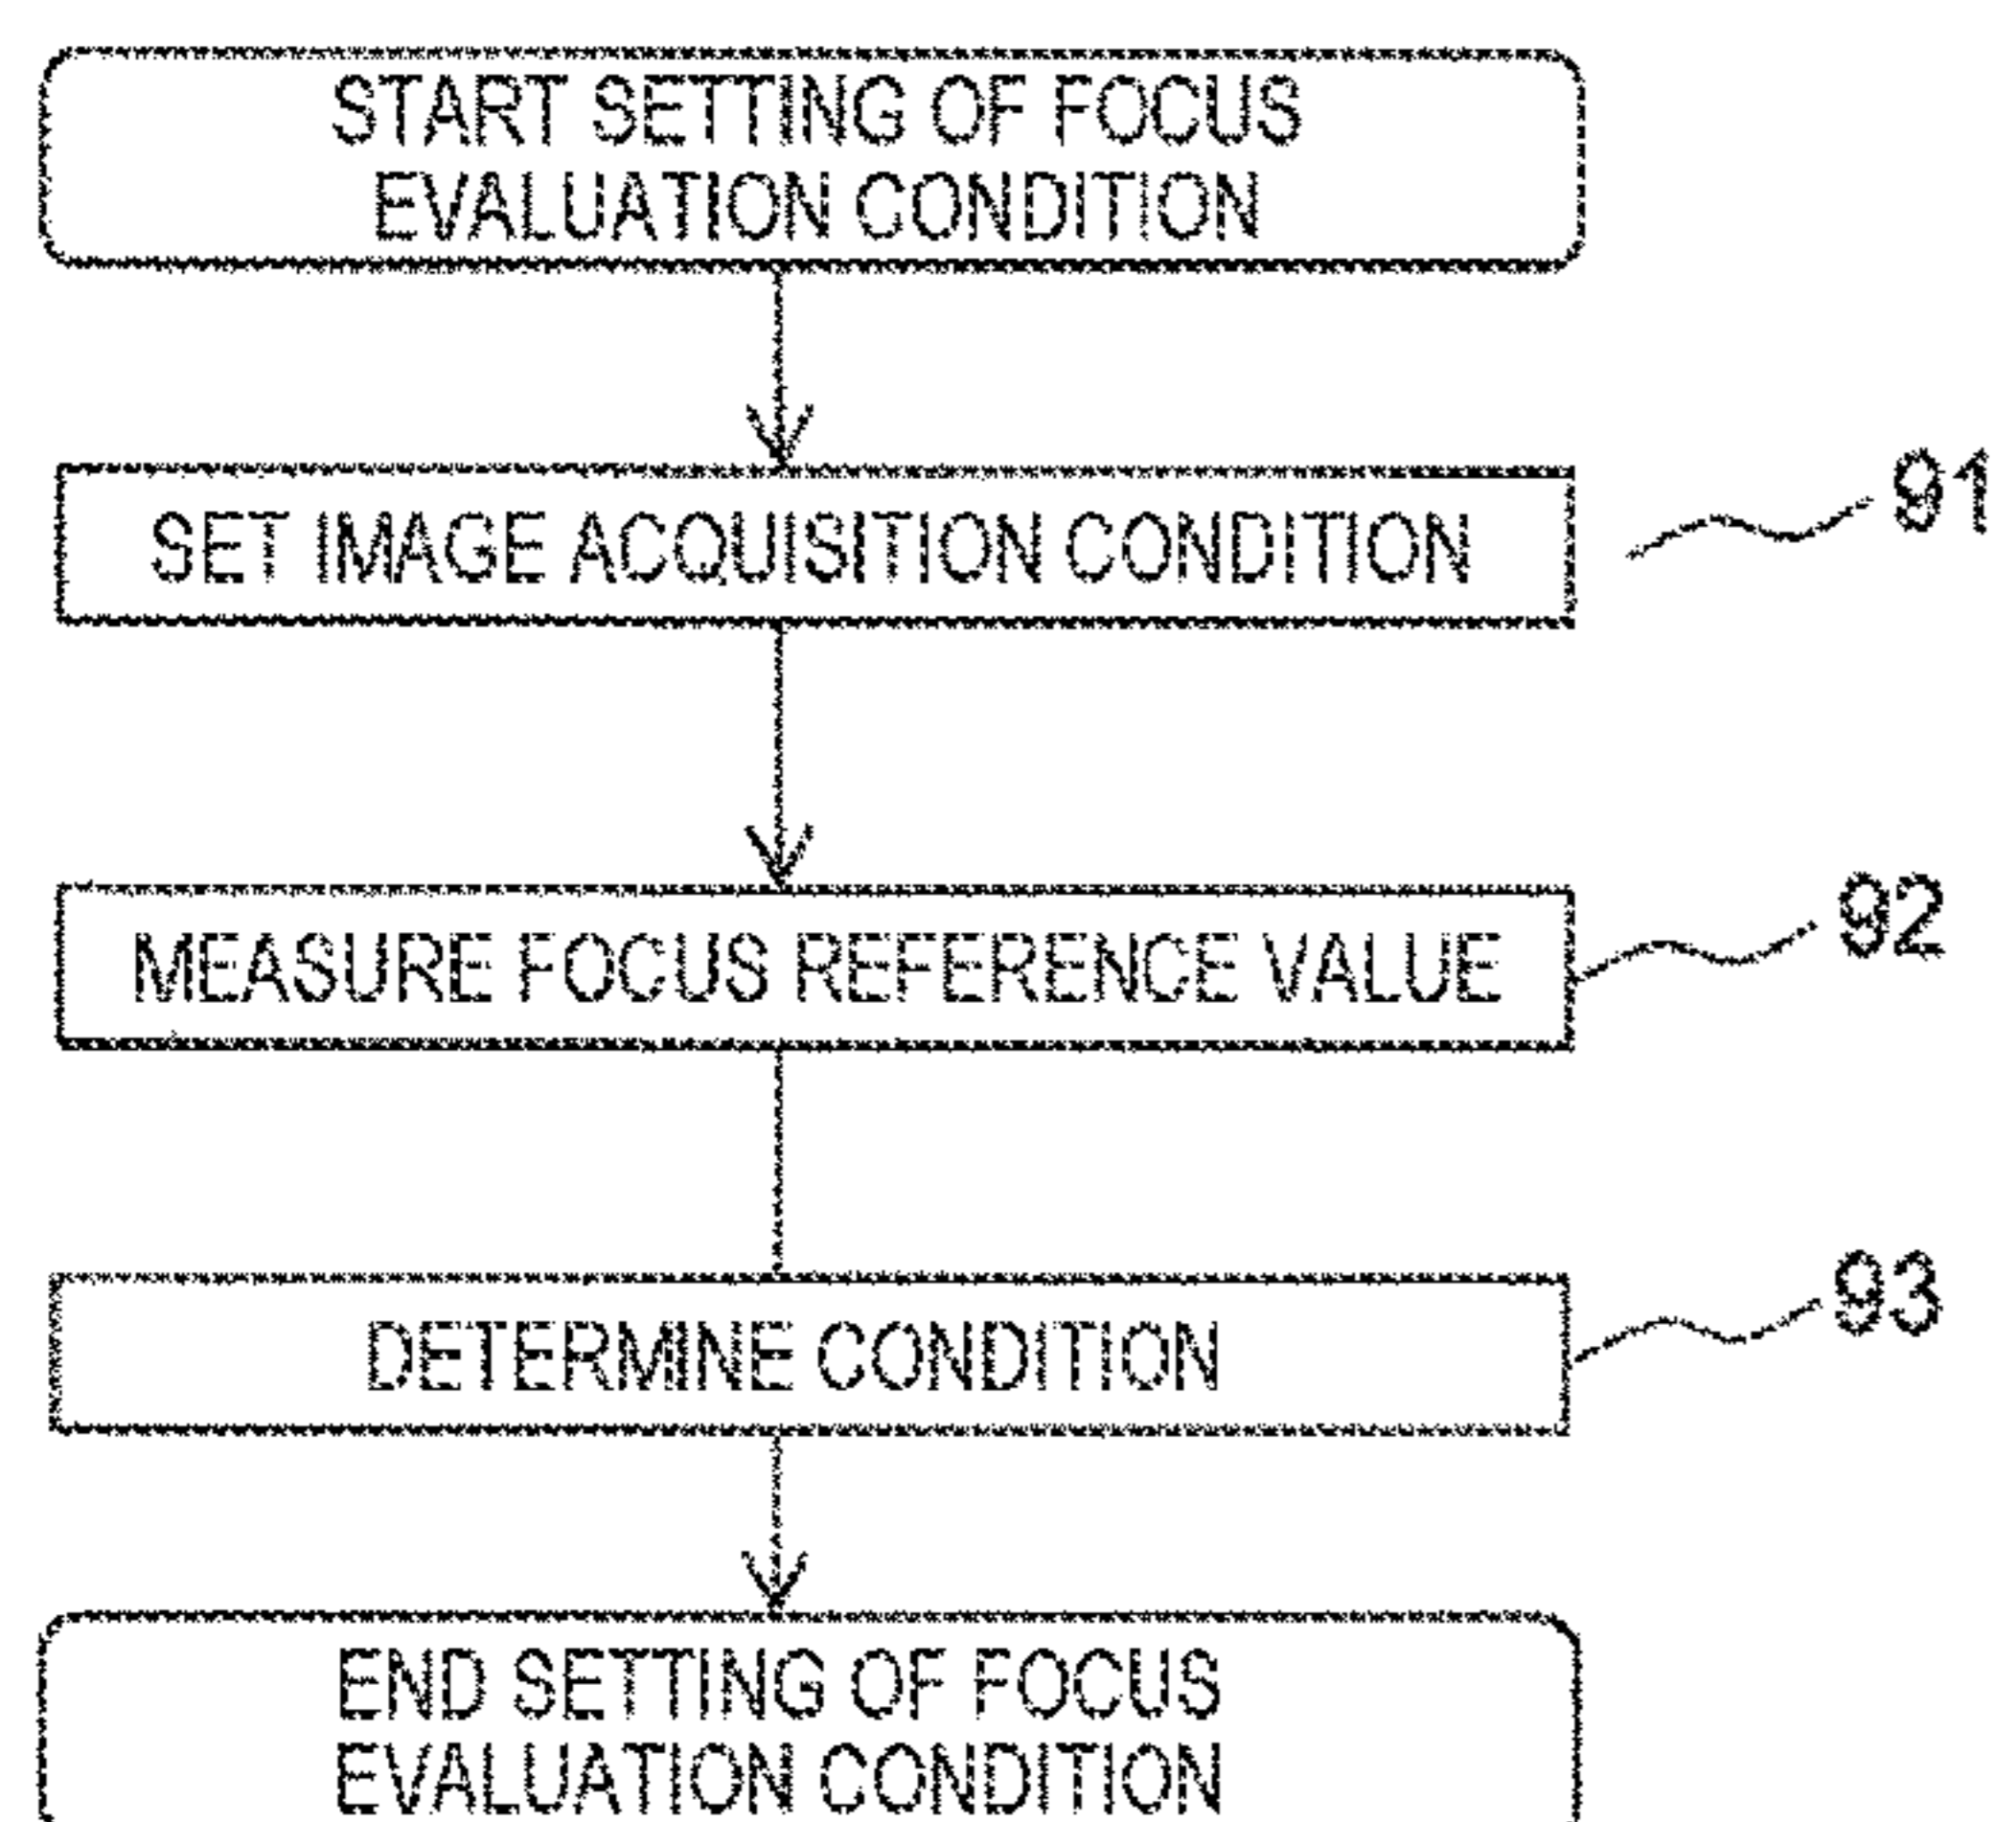 START SETTING OF FOCUS
EVALUATION CONDITION
SET IMAGE ACQUISITION CONDITION
91
MEASURE FOCUS REFERENCE VALUE
92
DETERMINE CONDITION
93
END SETTING OF FOCUS
EVALUATION CONDITION